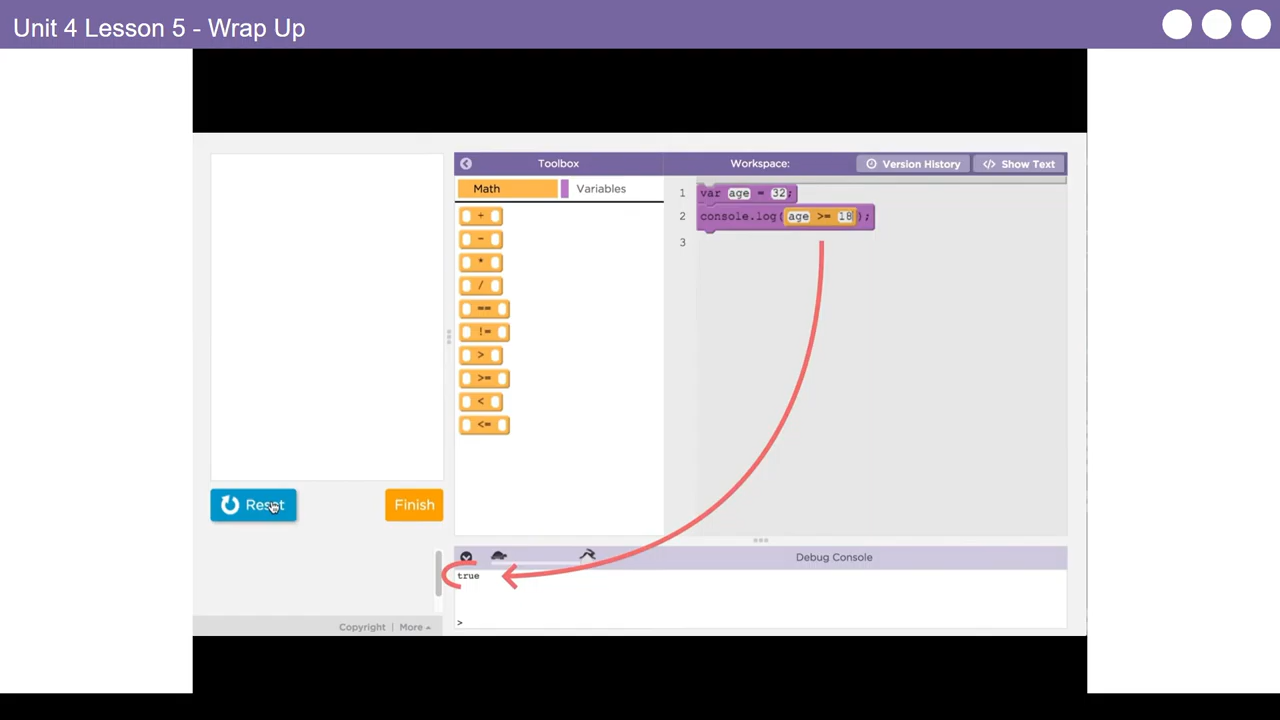 Unit 4 Lesson 5 - Wrap Up
Toolbox
Workspace:
Version History
</> Show Text
Math
Variables
+
-
*
/
==
!=
>
>=
<
<=
1 var age = 32;
2 console.log(age >= 18);
3
Reset
Finish
Debug Console
true
>
Copyright | More